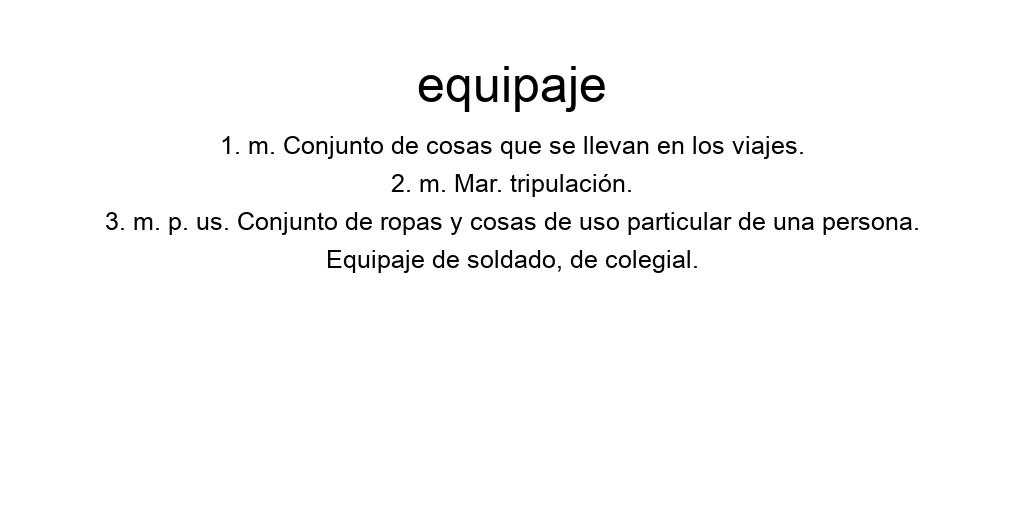 equipaje
1. m. Conjunto de cosas que se llevan en los viajes.
2. m. Mar. tripulación.
3. m. p. us. Conjunto de ropas y cosas de uso particular de una persona.
Equipaje de soldado, de colegial.